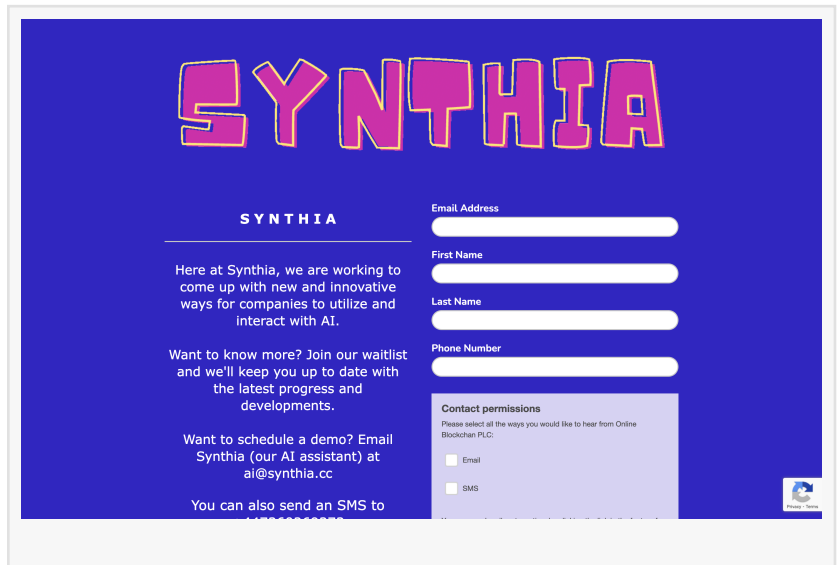 SYNTHIA
SYNTHIA
Here at Synthia, we are working to
come up with new and innovative
ways for companies to utilize and
interact with AI.
Want to know more? Join our waitlist
and we'll keep you up to date with
the latest progress and
developments.
Want to schedule a demo? Email
Synthia (our AI assistant) at
ai@synthia.cc
You can also send an SMS to
Email Address
First Name
Last Name
Phone Number
Contact permissions
Please select all the ways you would like to hear from Online
Blockchan PLC:
Email
SMS
Privacy - Terms